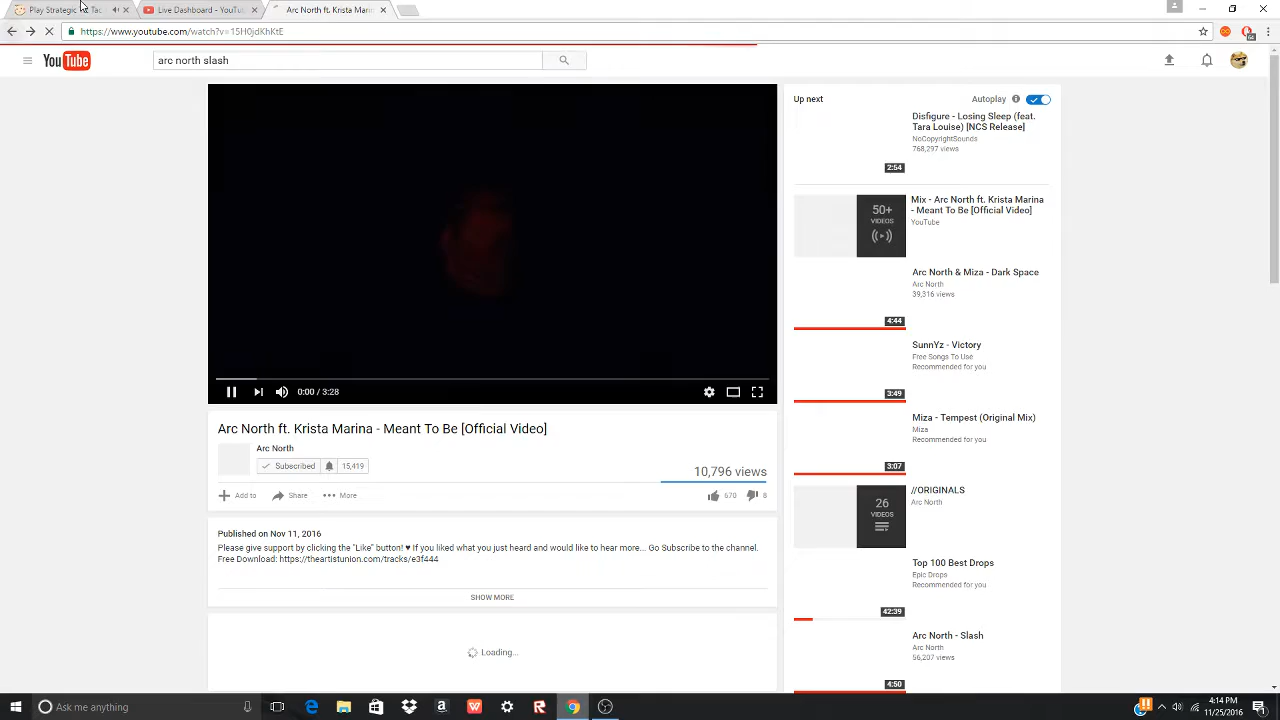 Play Strategic Tac
Live Dashboard - YouTu
Arc North ft. Krista Mari
https://www.youtube.com/watch?v=15H0jdKhKtE
64
YouTube
arc north slash
Up next
Autoplay
Disfigure - Losing Sleep (feat.
Tara Louise) [NCS Release]
NoCopyrightSounds
768,297 views
2:54
50+
VIDEOS
Mix - Arc North ft. Krista Marina
- Meant To Be [Official Video]
YouTube
Arc North & Miza - Dark Space
Arc North
39,316 views
4:44
SunnYz - Victory
Free Songs To Use
Recommended for you
3:49
Miza - Tempest (Original Mix)
Miza
Recommended for you
3:07
26
VIDEOS
//ORIGINALS
Arc North
Top 100 Best Drops
Epic Drops
Recommended for you
42:39
Arc North - Slash
Arc North
56,207 views
4:50
0:00 / 3:28
Arc North ft. Krista Marina - Meant To Be [Official Video]
Arc North
Subscribed 15,419
10,796 views
Add to Share More
670 8
Published on Nov 11, 2016
Please give support by clicking the "Like" button! ♥ If you liked what you just heard and would like to hear more... Go Subscribe to the channel.
Free Download: https://theartistunion.com/tracks/e3f444
SHOW MORE
Loading...
Ask me anything
4:14 PM
11/25/2016